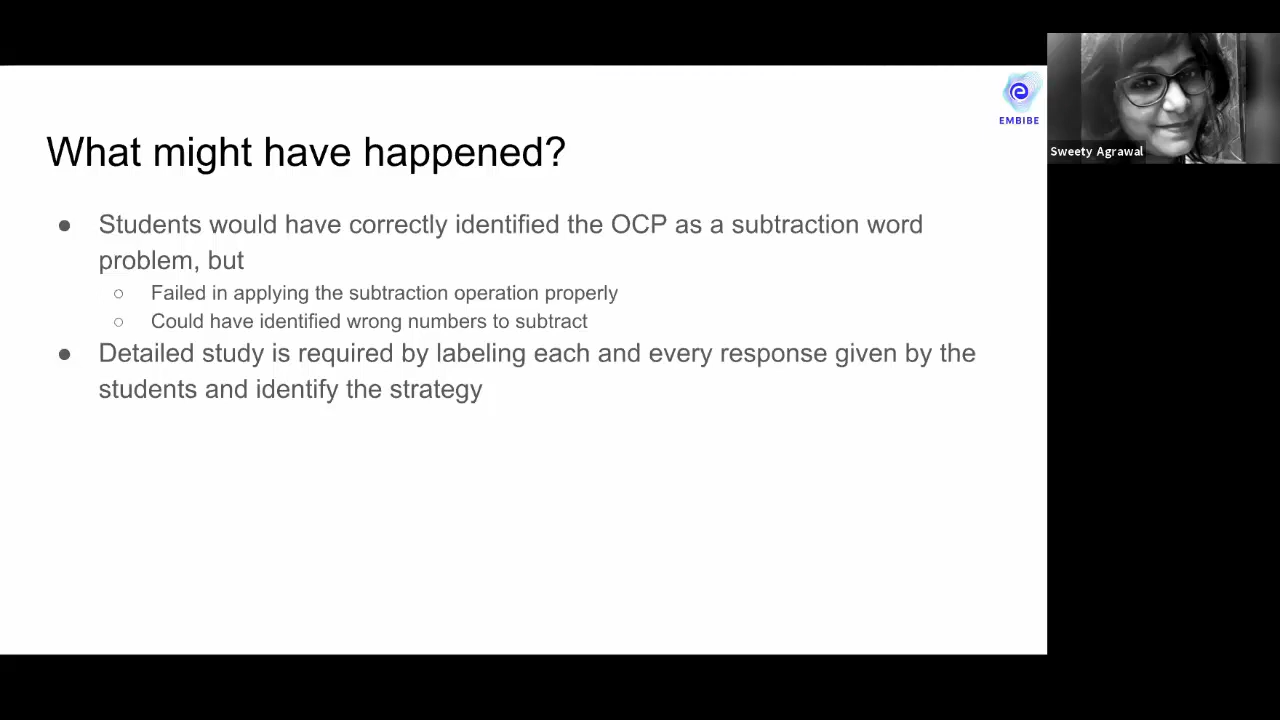 EMBIBE
Sweety Agrawal
What might have happened?
● Students would have correctly identified the OCP as a subtraction word
problem, but
○ Failed in applying the subtraction operation properly
○ Could have identified wrong numbers to subtract
● Detailed study is required by labeling each and every response given by the
students and identify the strategy